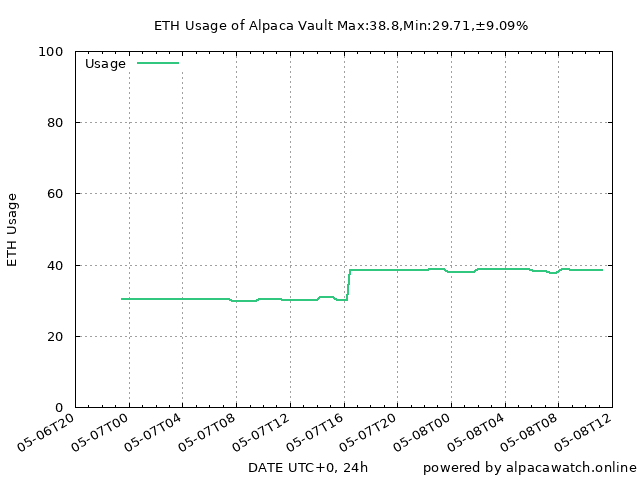 ETH Usage of Alpaca Vault Max:38.8,Min:29.71,±9.09%
Usage
100
80
60
40
20
0
ETH Usage
05-06T20
05-07T00
05-07T04
05-07T08
05-07T12
05-07T16
05-07T20
05-08T00
05-08T04
05-08T08
05-08T12
DATE UTC+0, 24h
powered by alpacawatch.online